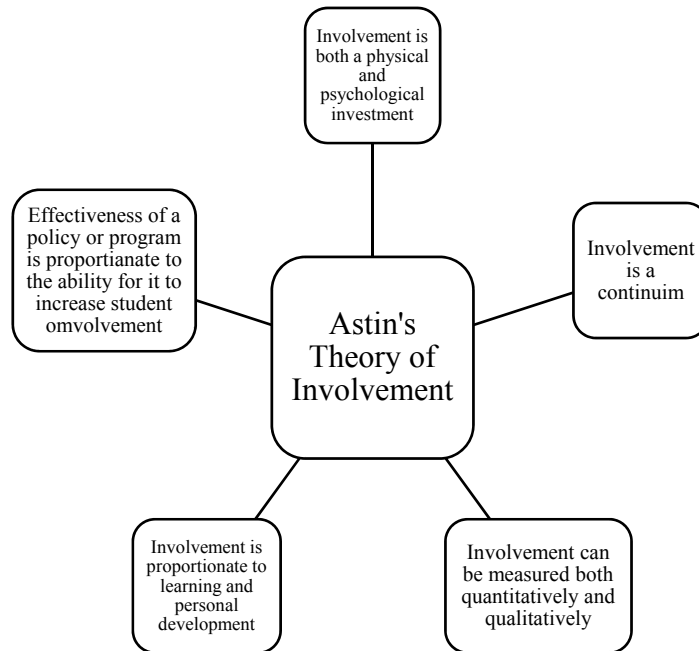 Involvement is
both a physical
and
psychological
investment
Effectiveness of a
policy or program
is proportianate to
the ability for it to
increase student
omvolvement
Involvement
is a
continuim
Astin's
Theory of
Involvement
Involvement is
proportionate to
learning and
personal
development
Involvement can
be measured both
quantitatively and
qualitatively